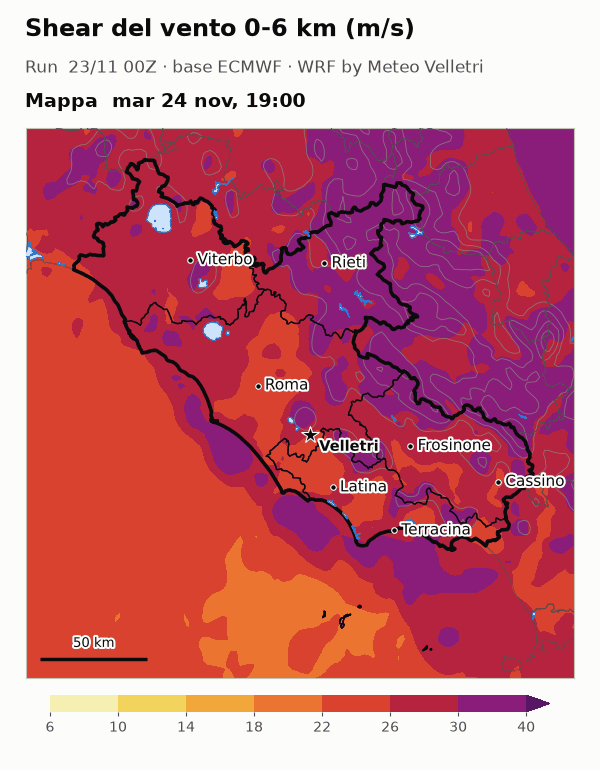 Shear del vento 0-6 km (m/s)
Run  23/11 00Z · base ECMWF · WRF by Meteo Velletri
Mappa  mar 24 nov, 19:00
Viterbo
Rieti
Roma
Velletri
Frosinone
Latina
Cassino
Terracina
50 km
6 10 14 18 22 26 30 40